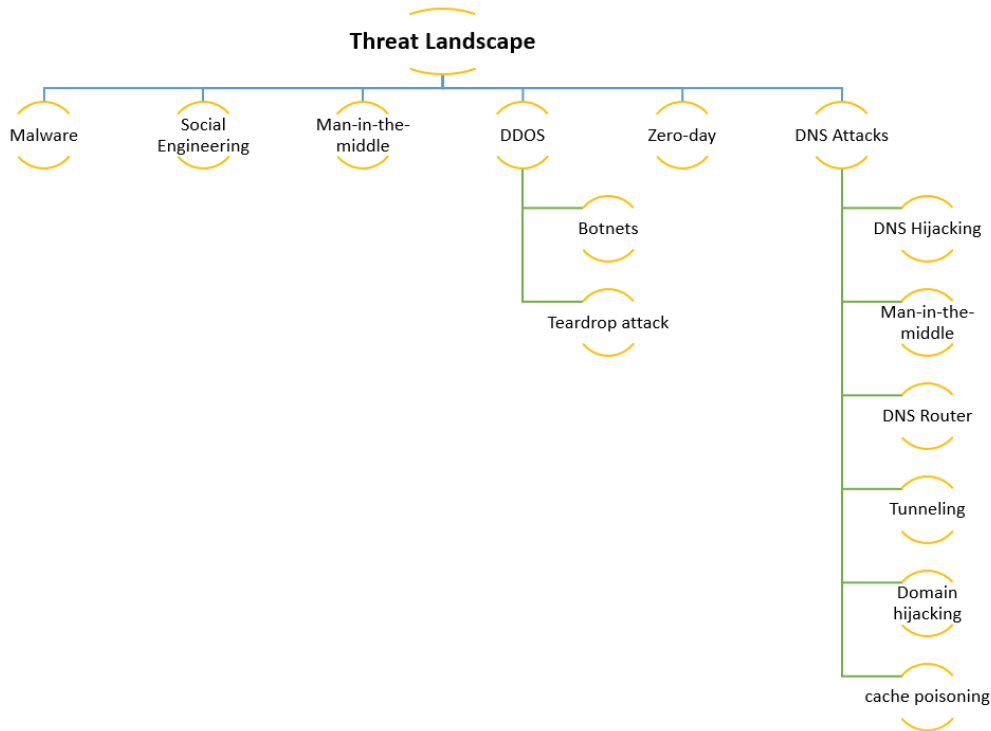 Threat Landscape
Malware
Social
Engineering
Man-in-the-
middle
DDOS
Zero-day
DNS Attacks
Botnets
Teardrop attack
DNS Hijacking
Man-in-the-
middle
DNS Router
Tunneling
Domain
hijacking
cache poisoning